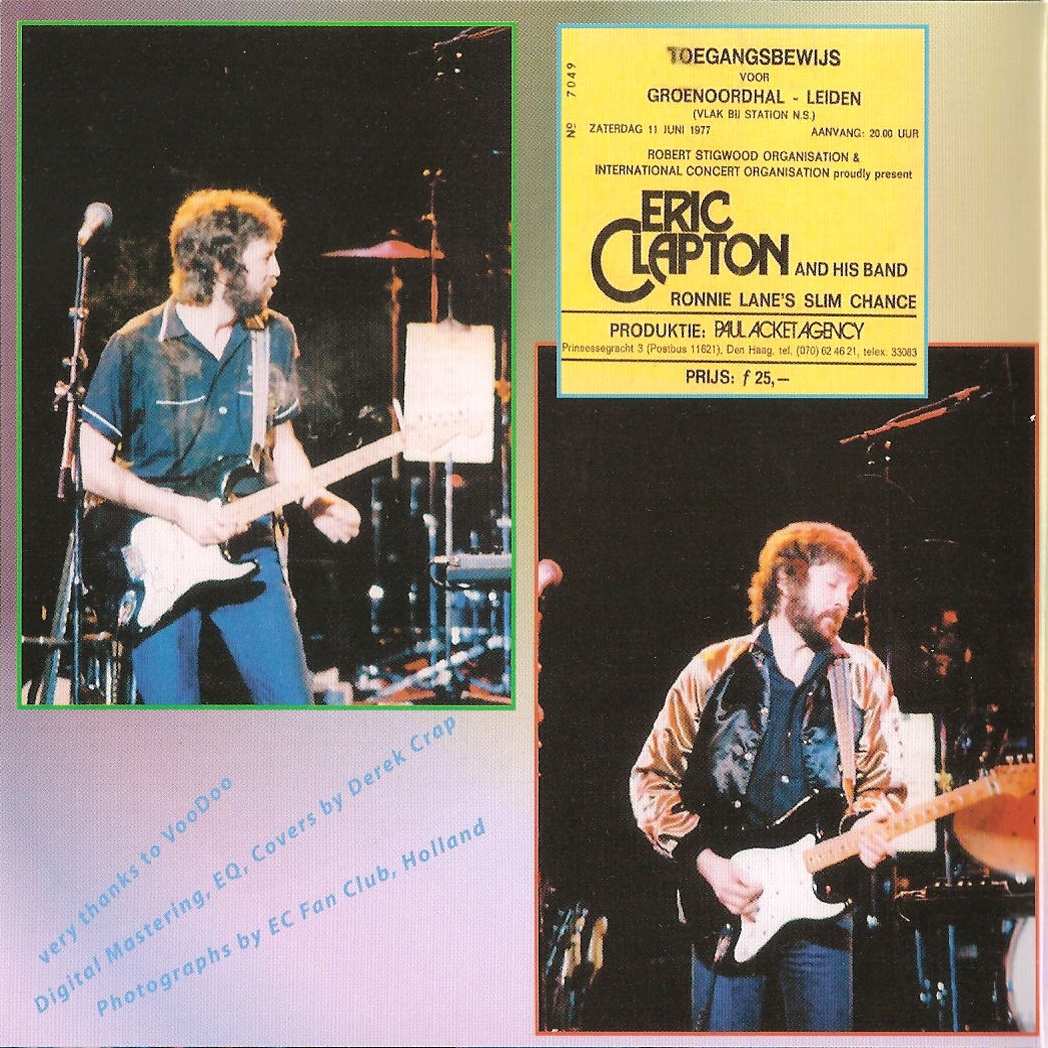 TOEGANGSBEWIJS
VOOR
GROENOORDHAL - LEIDEN
(VLAK BIJ STATION N.S.)
Nº 7049
ZATERDAG 11 JUNI 1977 AANVANG: 20.00 UUR
ROBERT STIGWOOD ORGANISATION &
INTERNATIONAL CONCERT ORGANISATION proudly present
ERIC
CLAPTON AND HIS BAND
RONNIE LANE'S SLIM CHANCE
PRODUKTIE: PAUL ACKET AGENCY
Prinsessegracht 3 (Postbus 11621), Den Haag, tel. (070) 62 46 21, telex. 33083
PRIJS: ƒ 25,—
very thanks to VooDoo
Digital Mastering, EQ, Covers by Derek Crap
Photographs by EC Fan Club, Holland